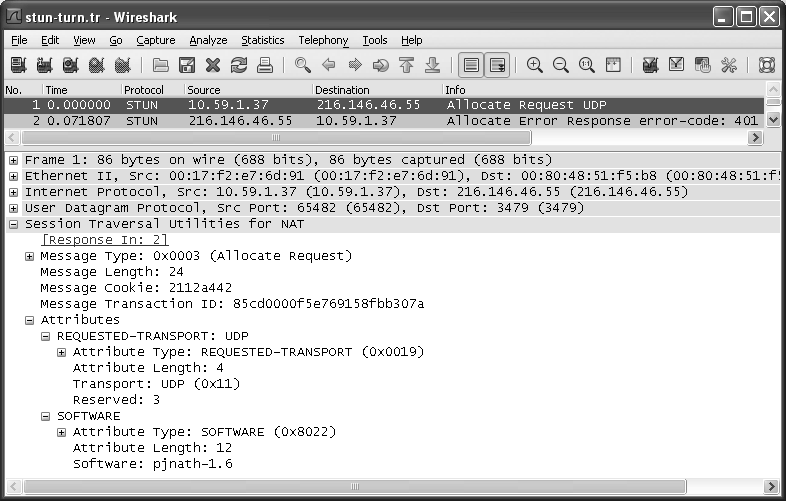 stun-turn.tr - Wireshark
File Edit View Go Capture Analyze Statistics Telephony Tools Help
No. Time Protocol Source Destination Info
1 0.000000 STUN 10.59.1.37 216.146.46.55 Allocate Request UDP
2 0.071807 STUN 216.146.46.55 10.59.1.37 Allocate Error Response error-code: 401
Frame 1: 86 bytes on wire (688 bits), 86 bytes captured (688 bits)
Ethernet II, Src: 00:17:f2:e7:6d:91 (00:17:f2:e7:6d:91), Dst: 00:80:48:51:f5:b8 (00:80:48:51:f5
Internet Protocol, Src: 10.59.1.37 (10.59.1.37), Dst: 216.146.46.55 (216.146.46.55)
User Datagram Protocol, Src Port: 65482 (65482), Dst Port: 3479 (3479)
Session Traversal Utilities for NAT
[Response In: 2]
Message Type: 0x0003 (Allocate Request)
Message Length: 24
Message Cookie: 2112a442
Message Transaction ID: 85cd0000f5e769158fbb307a
Attributes
REQUESTED-TRANSPORT: UDP
Attribute Type: REQUESTED-TRANSPORT (0x0019)
Attribute Length: 4
Transport: UDP (0x11)
Reserved: 3
SOFTWARE
Attribute Type: SOFTWARE (0x8022)
Attribute Length: 12
Software: pjnath-1.6